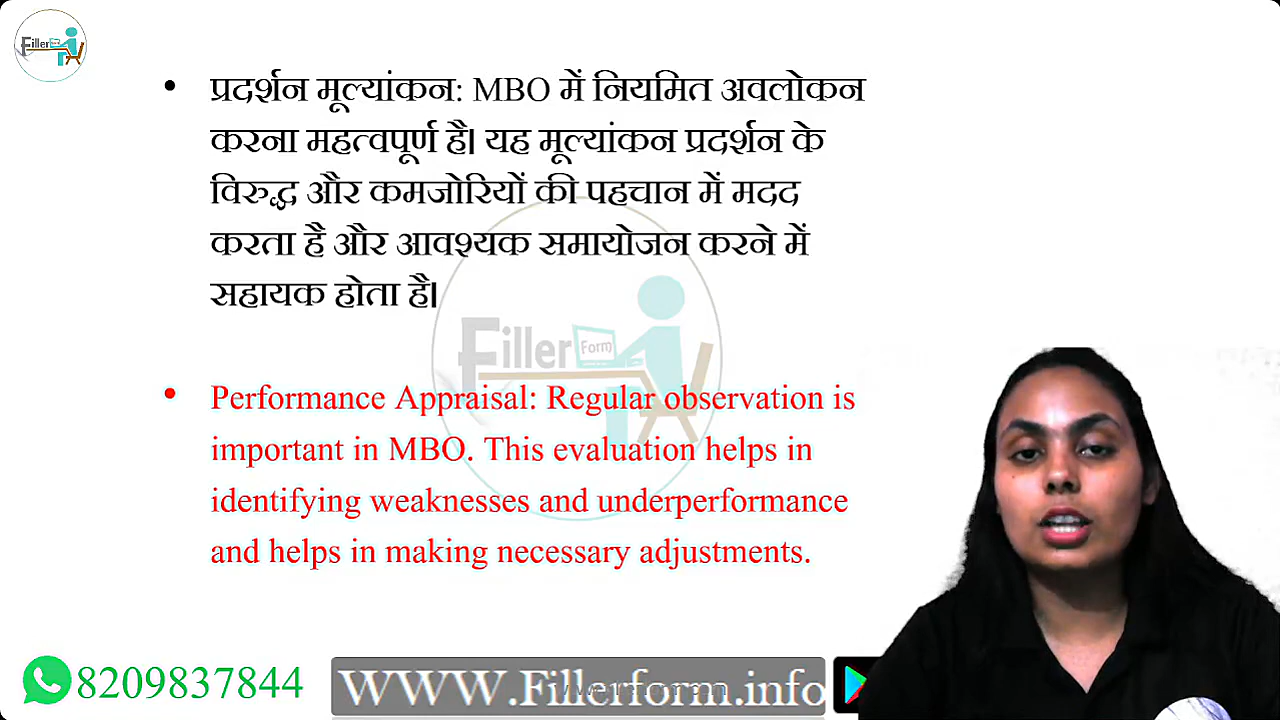 Filler
• प्रदर्शन मूल्यांकन: MBO में नियमित अवलोकन
करना महत्वपूर्ण है। यह मूल्यांकन प्रदर्शन के
विरुद्ध और कमजोरियों की पहचान में मदद
करता है और आवश्यक समायोजन करने में
सहायक होता है।
Filler Form
• Performance Appraisal: Regular observation is
important in MBO. This evaluation helps in
identifying weaknesses and underperformance
and helps in making necessary adjustments.
8209837844
WWW.Fillerform.info